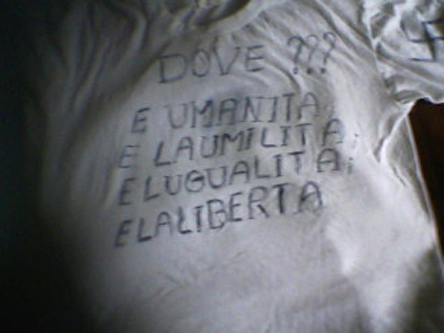 DOVE ???
E UMANITA
E LAUMILITA;
E LUGUALITA;
E LALIBERTA